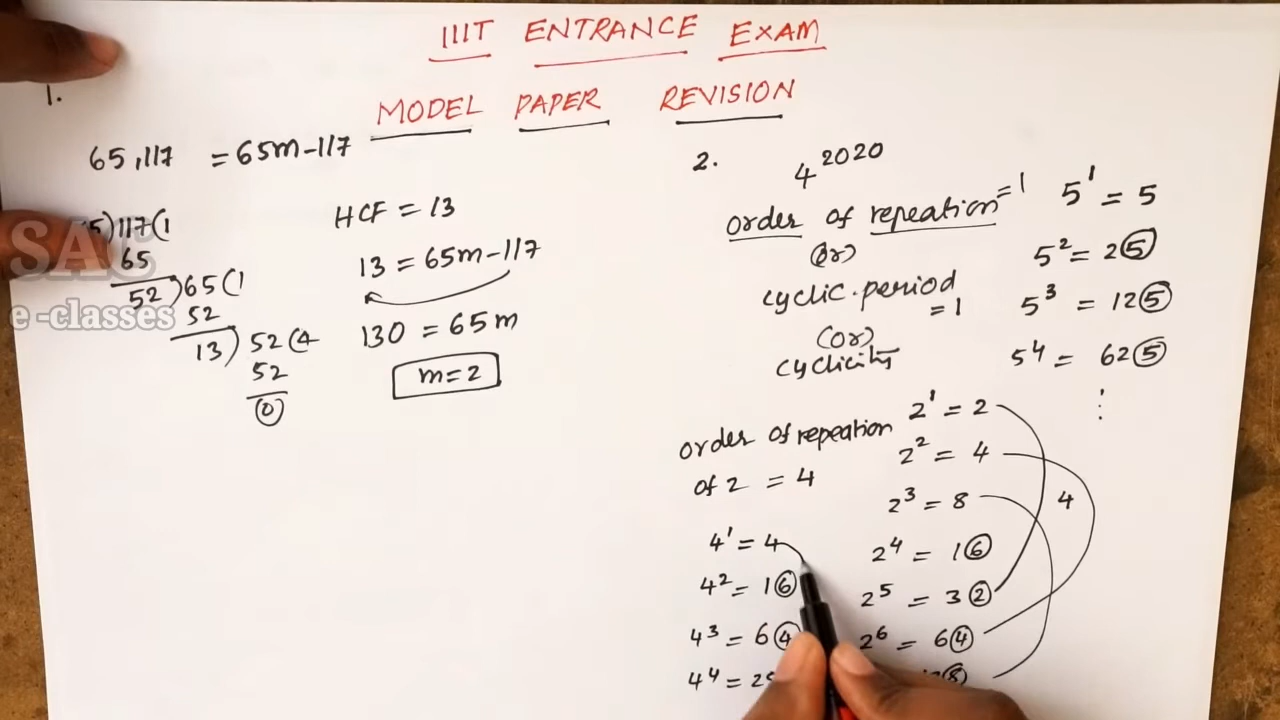 IIIT ENTRANCE EXAM
MODEL PAPER REVISION
1.
65,117 = 65m-117
5)117(1
65
52)65(1
52
13)52(4
52
0
HCF = 13
13 = 65m-117
130 = 65m
m=2
SAC
e-classes
2. 4^2020
order of repeation =1
(or)
cyclic.period =1
(or)
cyclicity
5^1 = 5
5^2 = 25
5^3 = 125
5^4 = 625
⋮
order of repeation
of 2 = 4
2^1 = 2
2^2 = 4
2^3 = 8
2^4 = 16
2^5 = 32
2^6 = 64
8
4
4^1 = 4
4^2 = 16
4^3 = 64
4^4 = 2